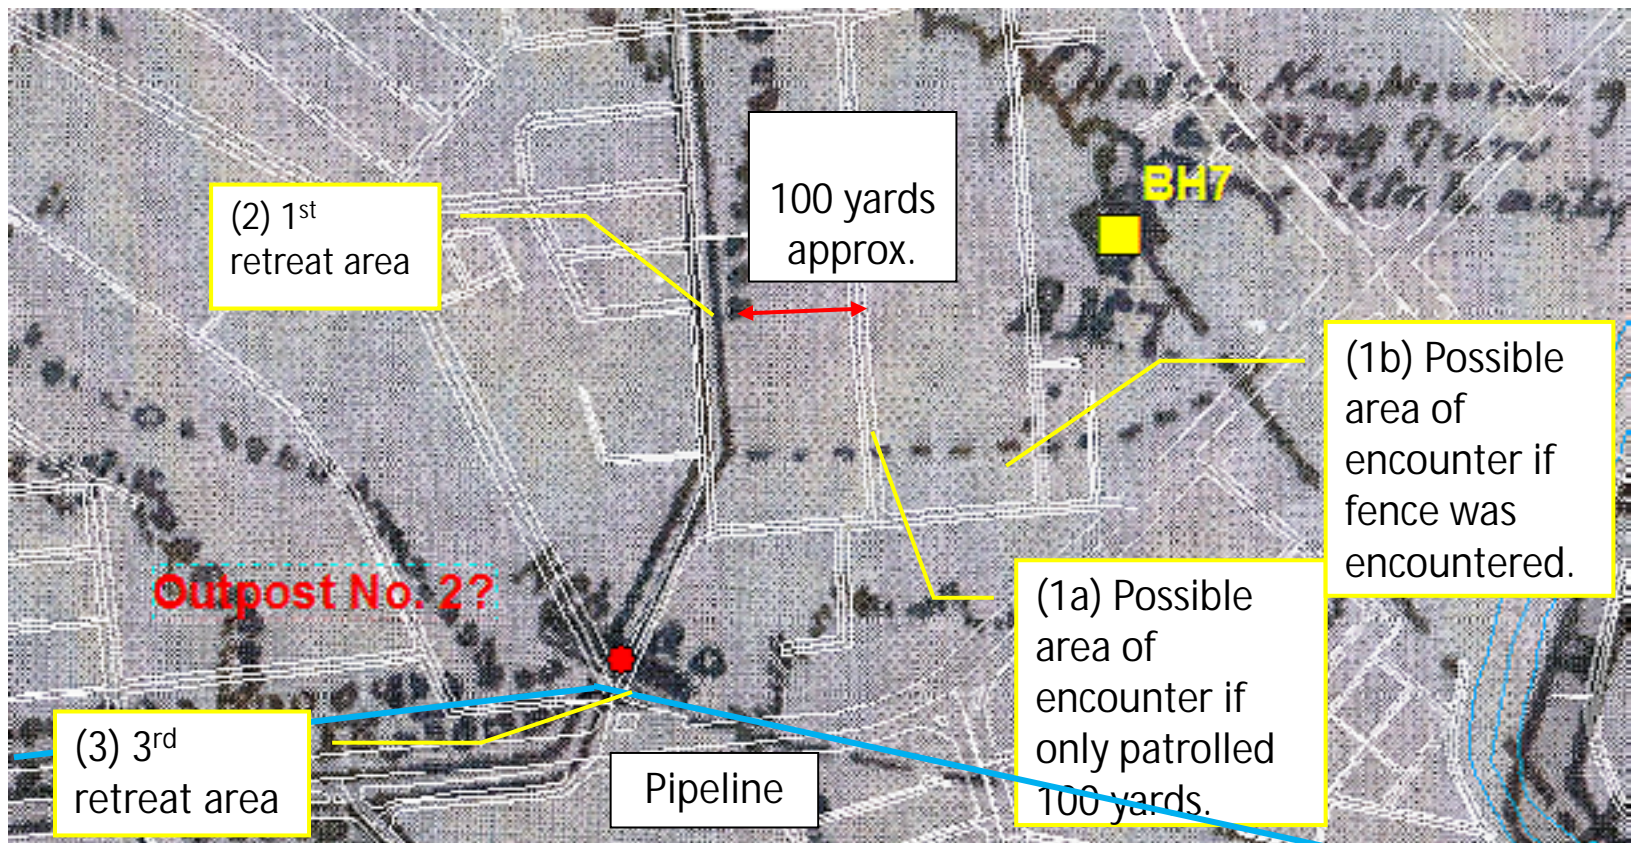 BH7
100 yards
approx.
(2) 1st
retreat area
(1b) Possible
area of
encounter if
fence was
encountered.
Outpost No. 2?
(1a) Possible
area of
encounter if
only patrolled
100 yards.
(3) 3rd
retreat area
Pipeline